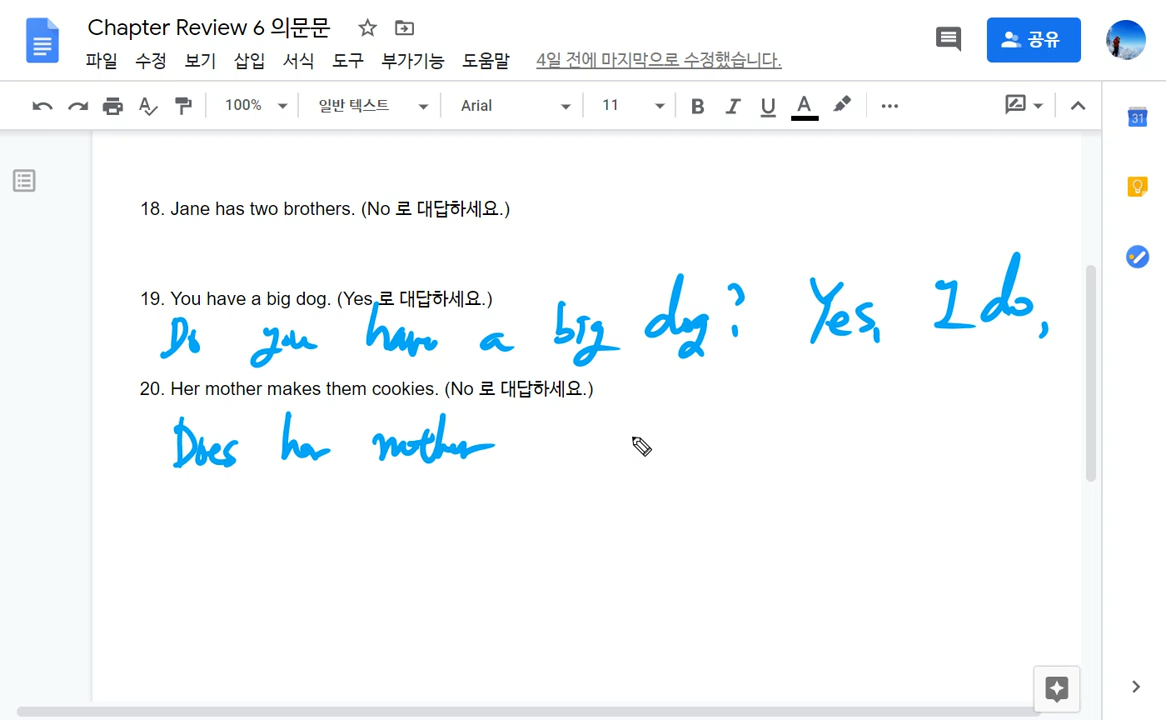 Chapter Review 6 의문문
공유
파일 수정 보기 삽입 서식 도구 부가기능 도움말 4일 전에 마지막으로 수정했습니다.
100% 일반 텍스트 Arial 11 B I U A
31
18. Jane has two brothers. (No 로 대답하세요.)
19. You have a big dog. (Yes 로 대답하세요.)
Do you have a big dog? Yes, I do.
20. Her mother makes them cookies. (No 로 대답하세요.)
Does her mother